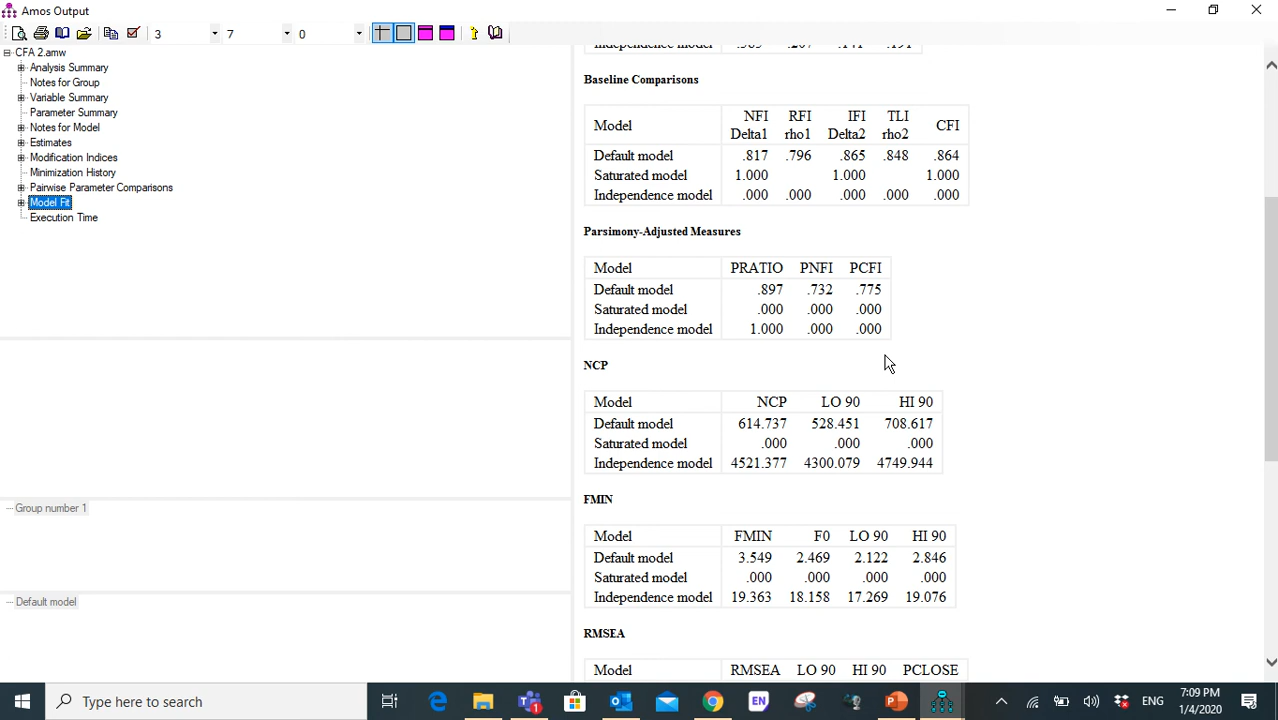 Amos Output
3 7 0
CFA 2.amw
Analysis Summary
Notes for Group
Variable Summary
Parameter Summary
Notes for Model
Estimates
Modification Indices
Minimization History
Pairwise Parameter Comparisons
Model Fit
Execution Time
Group number 1
Default model
Independence model
Baseline Comparisons
Model NFI Delta1 RFI rho1 IFI Delta2 TLI rho2 CFI
Default model .817 .796 .865 .848 .864
Saturated model 1.000 1.000 1.000
Independence model .000 .000 .000 .000 .000
Parsimony-Adjusted Measures
Model PRATIO PNFI PCFI
Default model .897 .732 .775
Saturated model .000 .000 .000
Independence model 1.000 .000 .000
NCP
Model NCP LO 90 HI 90
Default model 614.737 528.451 708.617
Saturated model .000 .000 .000
Independence model 4521.377 4300.079 4749.944
FMIN
Model FMIN F0 LO 90 HI 90
Default model 3.549 2.469 2.122 2.846
Saturated model .000 .000 .000 .000
Independence model 19.363 18.158 17.269 19.076
RMSEA
Model RMSEA LO 90 HI 90 PCLOSE
Type here to search
EN
1
ENG
7:09 PM
1/4/2020